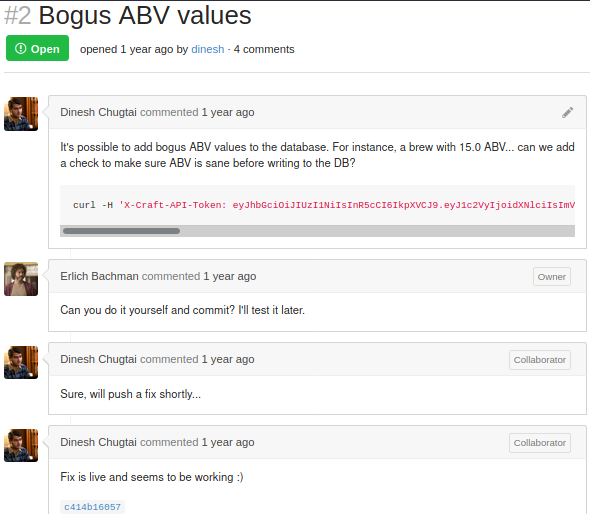 #2 Bogus ABV values
Open opened 1 year ago by dinesh · 4 comments
Dinesh Chugtai commented 1 year ago
It's possible to add bogus ABV values to the database. For instance, a brew with 15.0 ABV... can we add
a check to make sure ABV is sane before writing to the DB?
curl -H 'X-Craft-API-Token: eyJhbGciOiJIUzI1NiIsInR5cCI6IkpXVCJ9.eyJ1c2VyIjoidXNlciIsImV
Erlich Bachman commented 1 year ago Owner
Can you do it yourself and commit? I'll test it later.
Dinesh Chugtai commented 1 year ago Collaborator
Sure, will push a fix shortly...
Dinesh Chugtai commented 1 year ago Collaborator
Fix is live and seems to be working :)
c414b16057